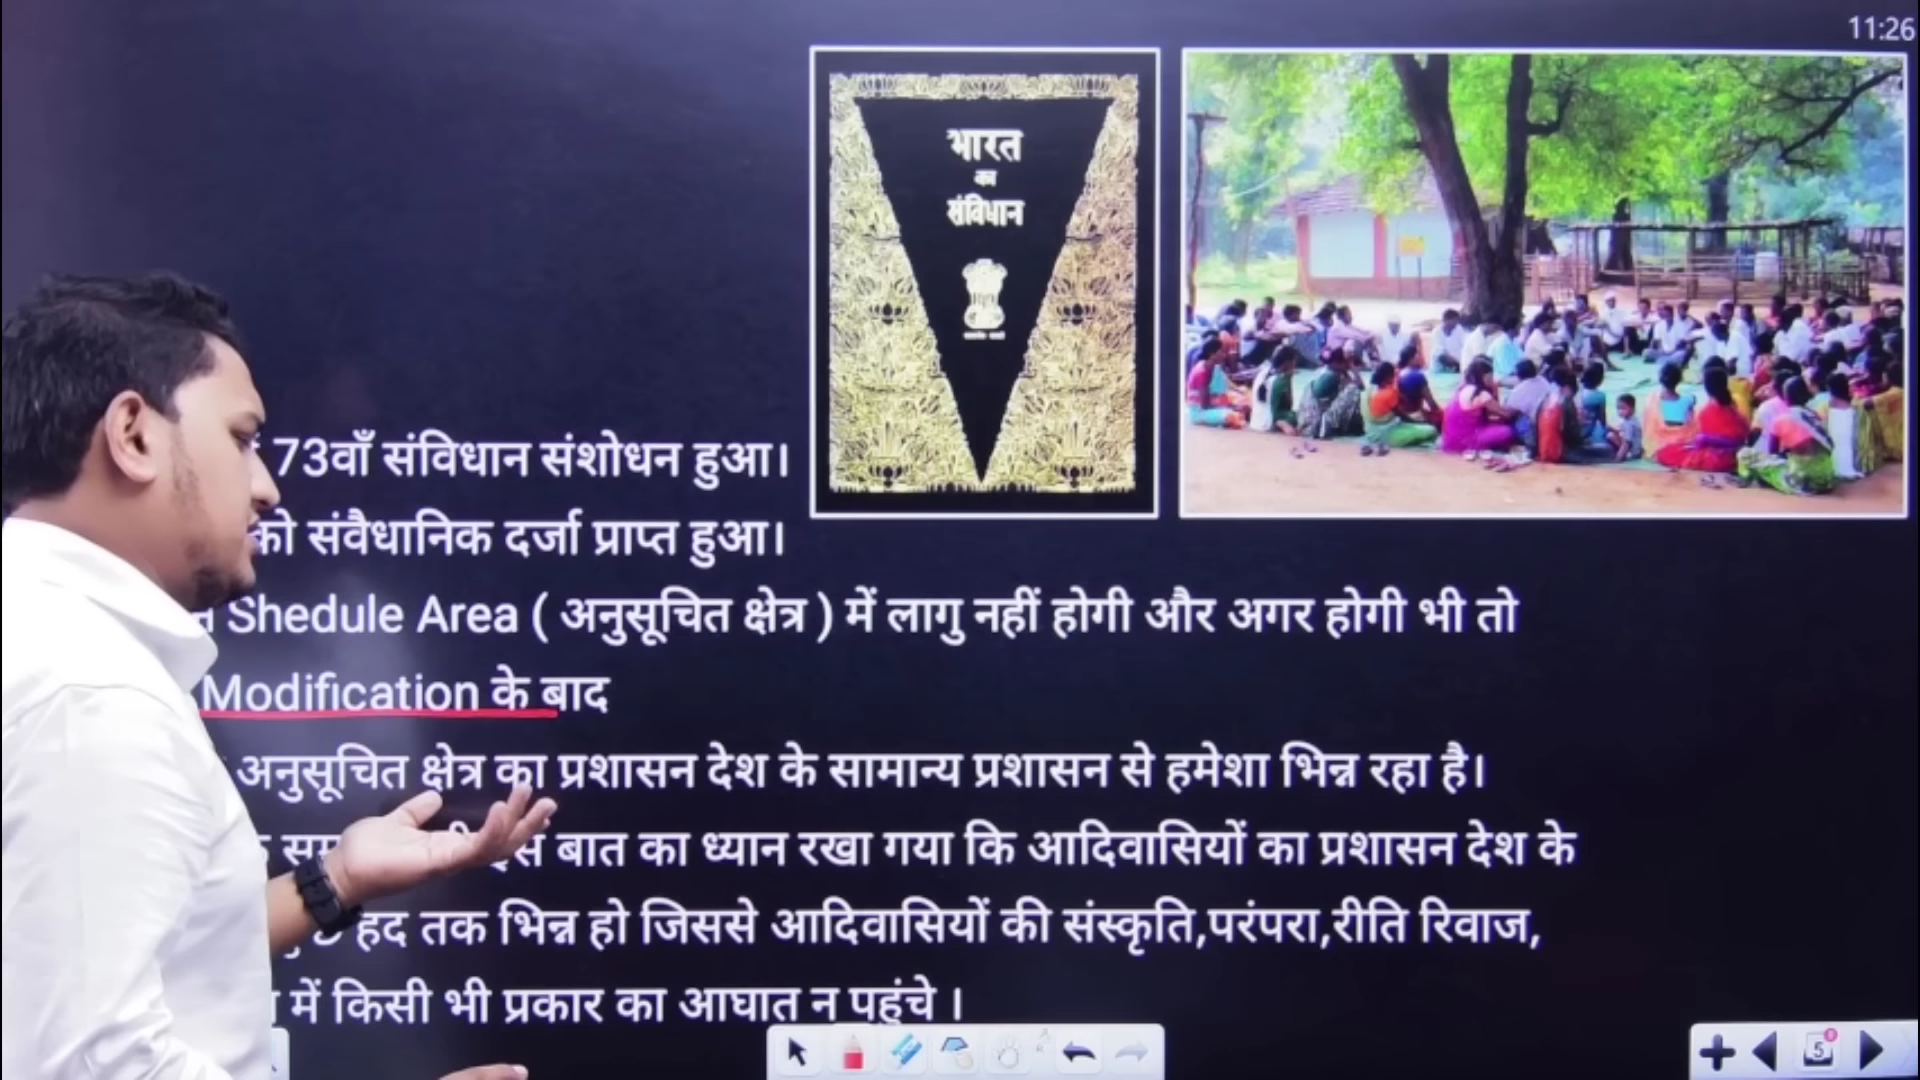 11:26
भारत
का
संविधान
73वाँ संविधान संशोधन हुआ।
को संवैधानिक दर्जा प्राप्त हुआ।
Shedule Area ( अनुसूचित क्षेत्र ) में लागु नहीं होगी और अगर होगी भी तो
Modification के बाद
अनुसूचित क्षेत्र का प्रशासन देश के सामान्य प्रशासन से हमेशा भिन्न रहा है।
बात का ध्यान रखा गया कि आदिवासियों का प्रशासन देश के
हद तक भिन्न हो जिससे आदिवासियों की संस्कृति,परंपरा,रीति रिवाज,
में किसी भी प्रकार का आघात न पहुंचे ।
5